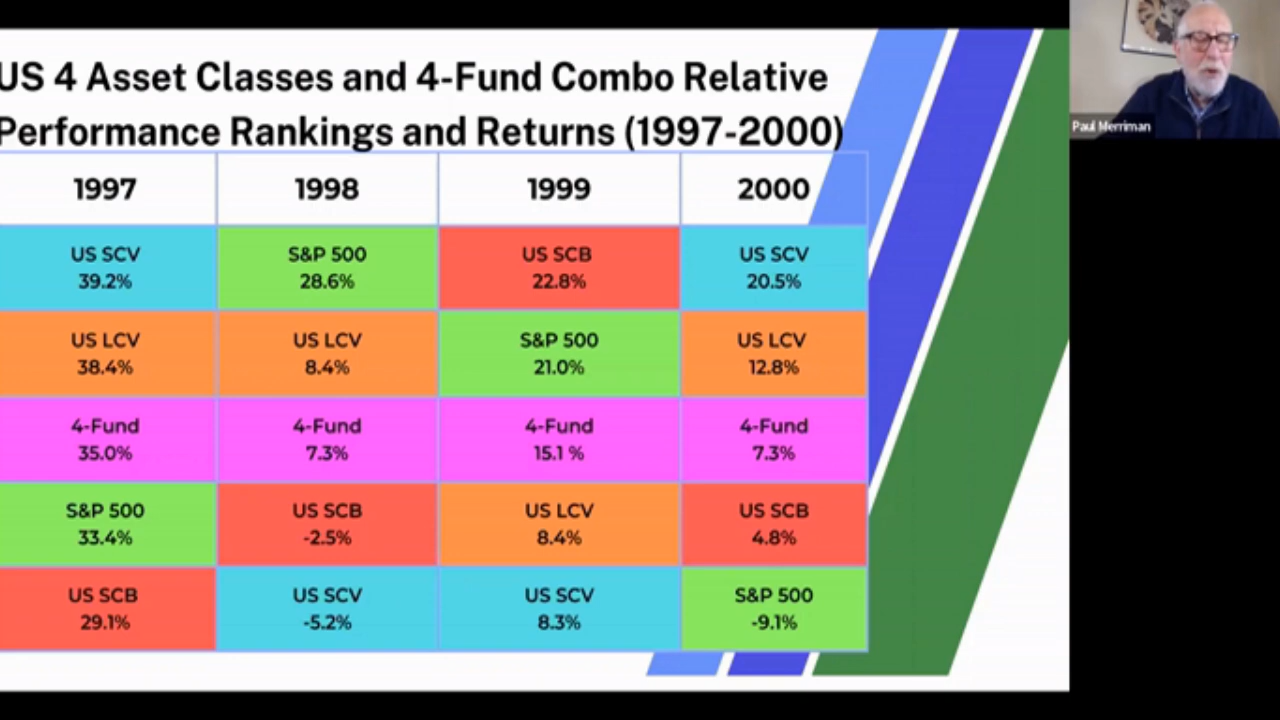 US 4 Asset Classes and 4-Fund Combo Relative
Performance Rankings and Returns (1997-2000)
1997 1998 1999 2000
US SCV S&P 500 US SCB US SCV
39.2% 28.6% 22.8% 20.5%
US LCV US LCV S&P 500 US LCV
38.4% 8.4% 21.0% 12.8%
4-Fund 4-Fund 4-Fund 4-Fund
35.0% 7.3% 15.1 % 7.3%
S&P 500 US SCB US LCV US SCB
33.4% -2.5% 8.4% 4.8%
US SCB US SCV US SCV S&P 500
29.1% -5.2% 8.3% -9.1%
Paul Merriman